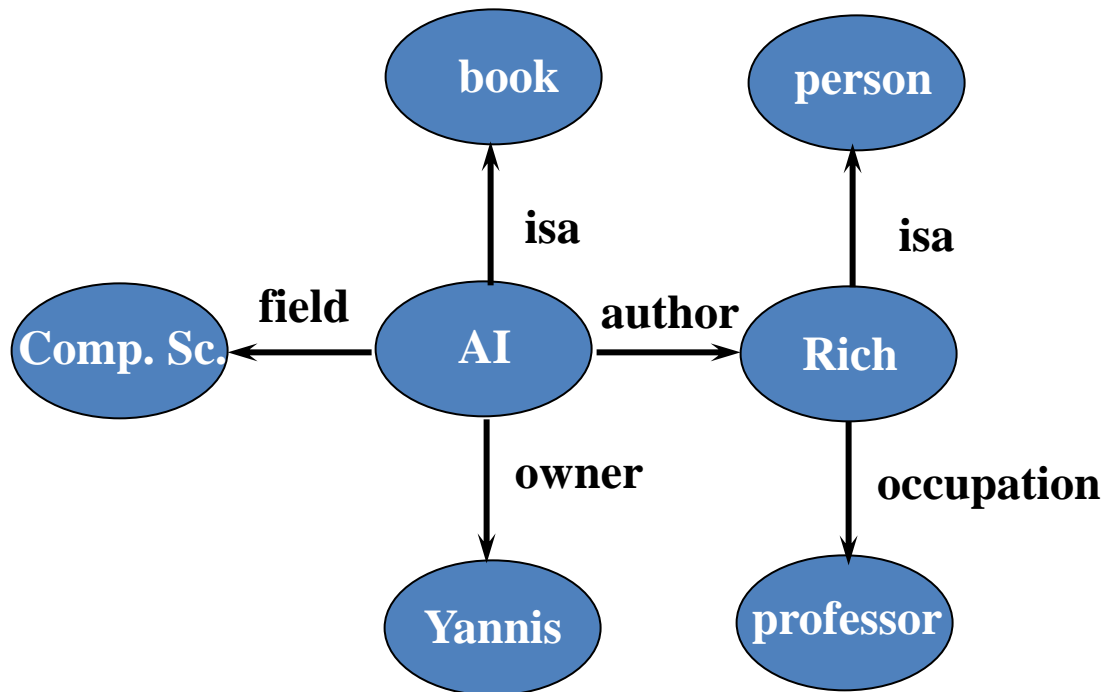 book
person
isa
isa
field
author
Comp. Sc.
AI
Rich
owner
occupation
Yannis
professor